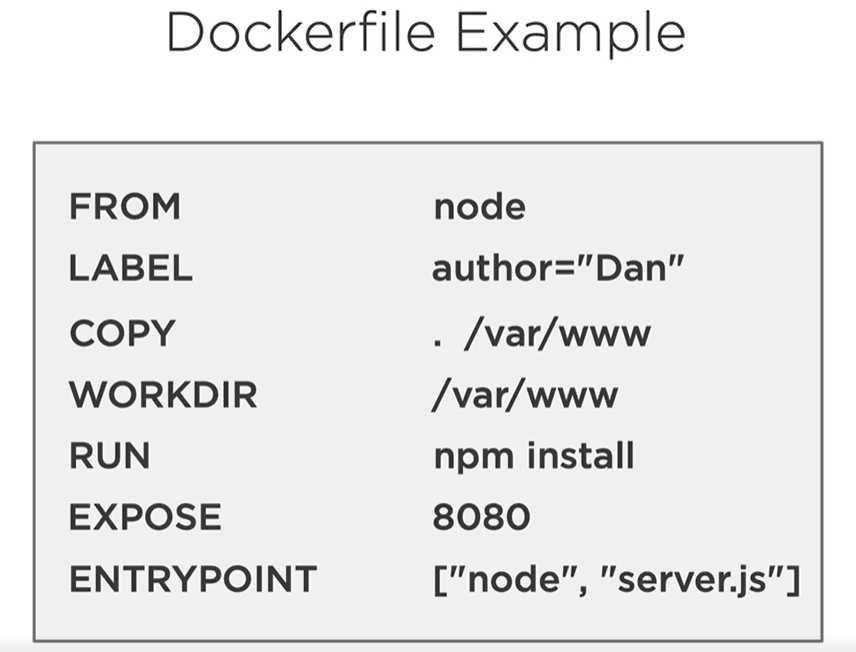 Dockerfile Example
FROM node
LABEL author="Dan"
COPY . /var/www
WORKDIR /var/www
RUN npm install
EXPOSE 8080
ENTRYPOINT ["node", "server.js"]